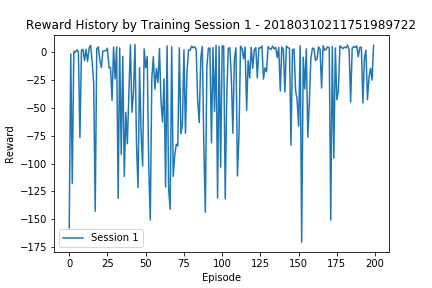 Reward History by Training Session 1 - 20180310211751989722
Reward
0
−25
−50
−75
−100
−125
−150
−175
Session 1
0 25 50 75 100 125 150 175 200
Episode